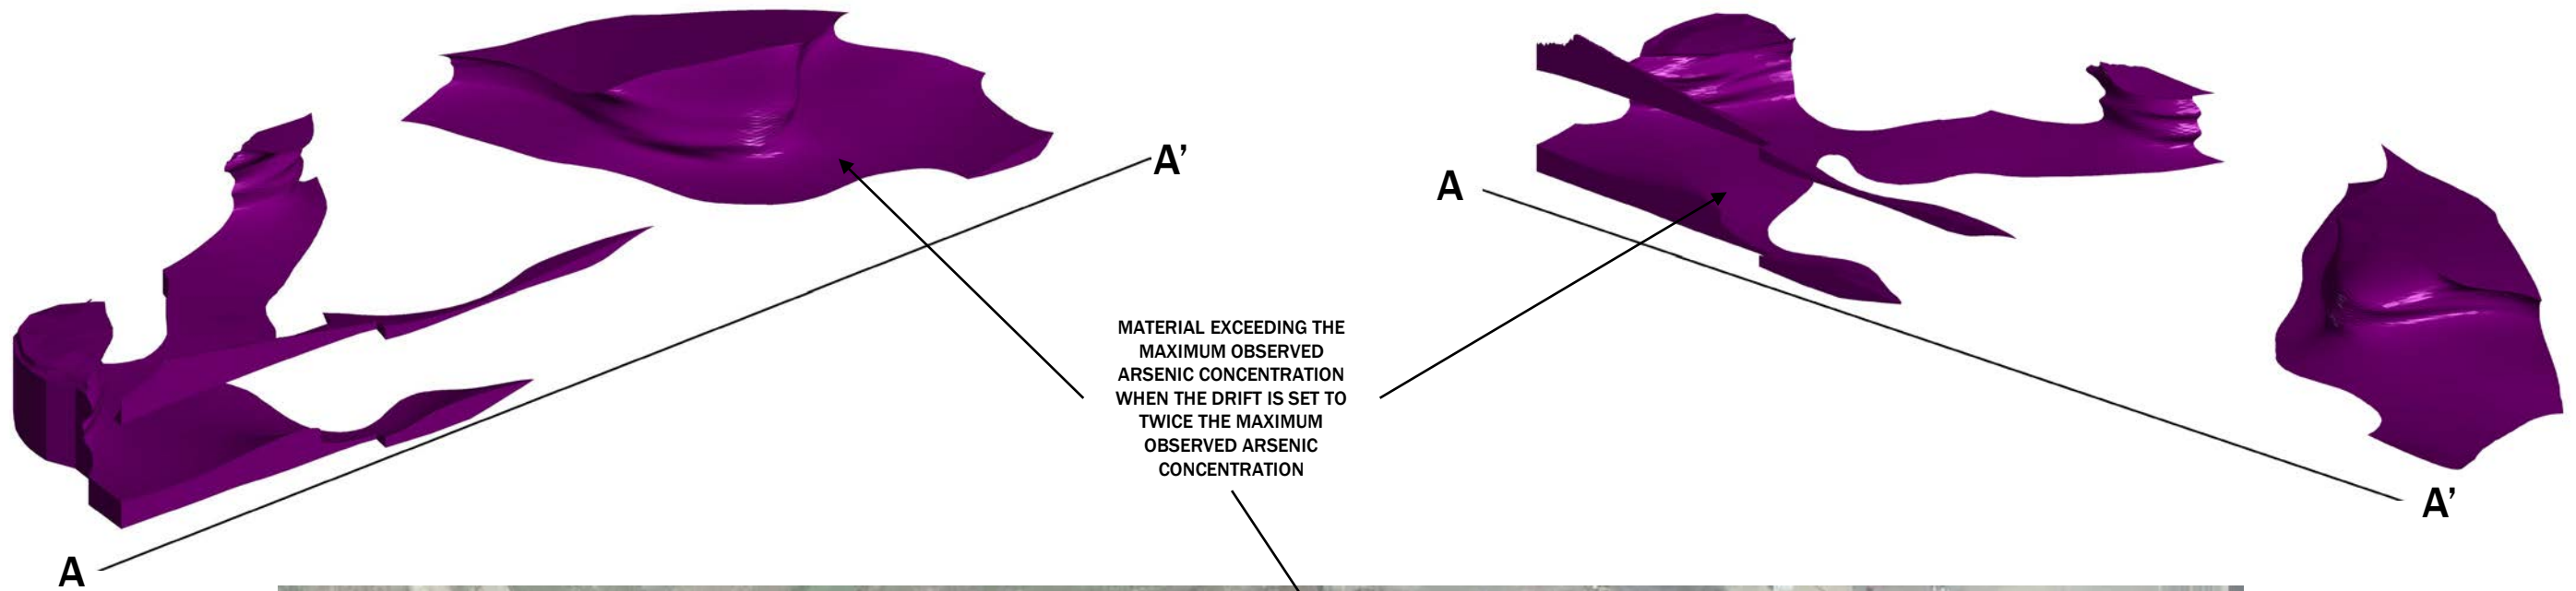 A’
A
MATERIAL EXCEEDING THE
MAXIMUM OBSERVED
ARSENIC CONCENTRATION
WHEN THE DRIFT IS SET TO
TWICE THE MAXIMUM
OBSERVED ARSENIC
CONCENTRATION
A’
A